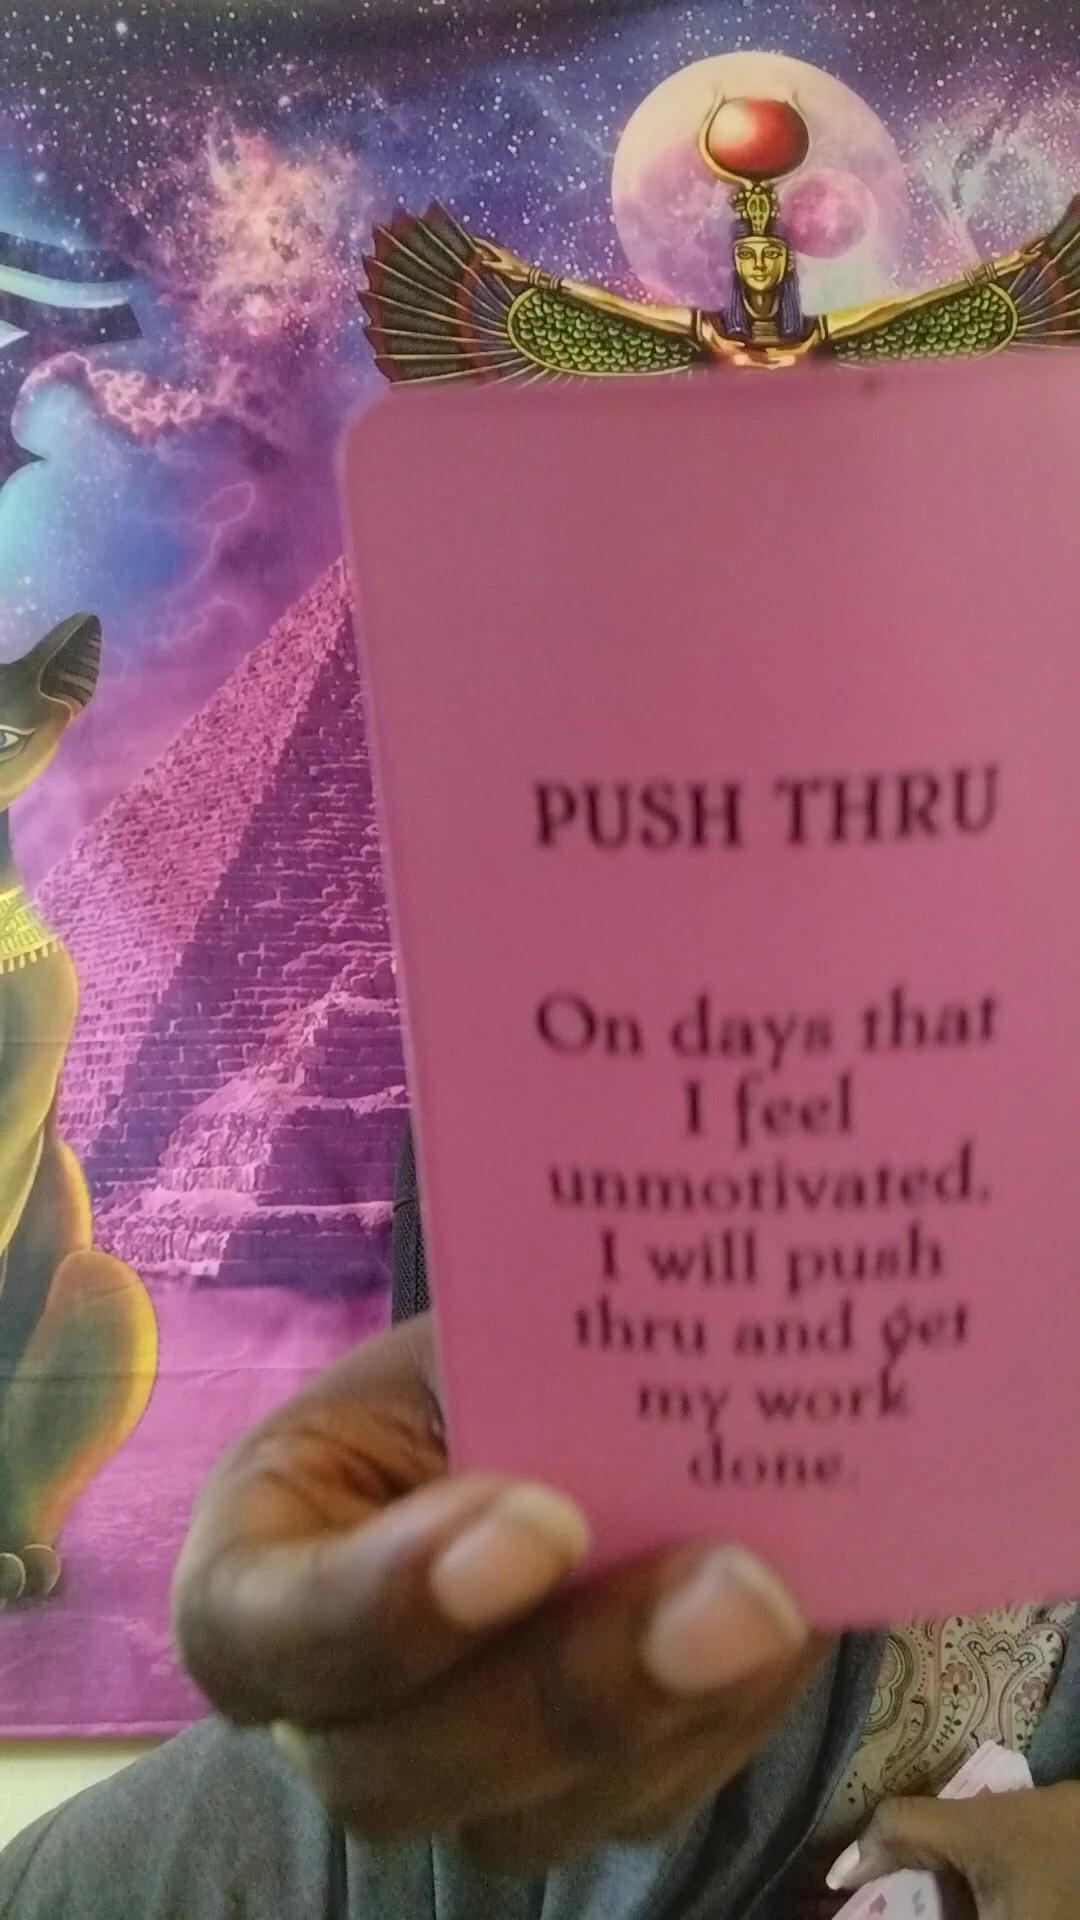 PUSH THRU
On days that
I feel
unmotivated,
I will push
thru and get
my work
done.